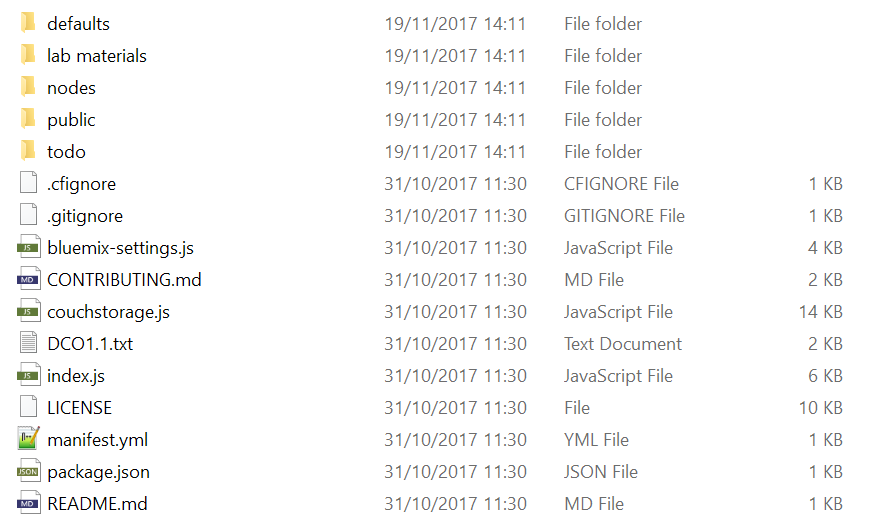 defaults 19/11/2017 14:11 File folder
lab materials 19/11/2017 14:11 File folder
nodes 19/11/2017 14:11 File folder
public 19/11/2017 14:11 File folder
todo 19/11/2017 14:11 File folder
.cfignore 31/10/2017 11:30 CFIGNORE File 1 KB
.gitignore 31/10/2017 11:30 GITIGNORE File 1 KB
JS bluemix-settings.js 31/10/2017 11:30 JavaScript File 4 KB
MD CONTRIBUTING.md 31/10/2017 11:30 MD File 2 KB
JS couchstorage.js 31/10/2017 11:30 JavaScript File 14 KB
DCO1.1.txt 31/10/2017 11:30 Text Document 2 KB
JS index.js 31/10/2017 11:30 JavaScript File 6 KB
LICENSE 31/10/2017 11:30 File 10 KB
manifest.yml 31/10/2017 11:30 YML File 1 KB
JSON package.json 31/10/2017 11:30 JSON File 1 KB
MD README.md 31/10/2017 11:30 MD File 1 KB